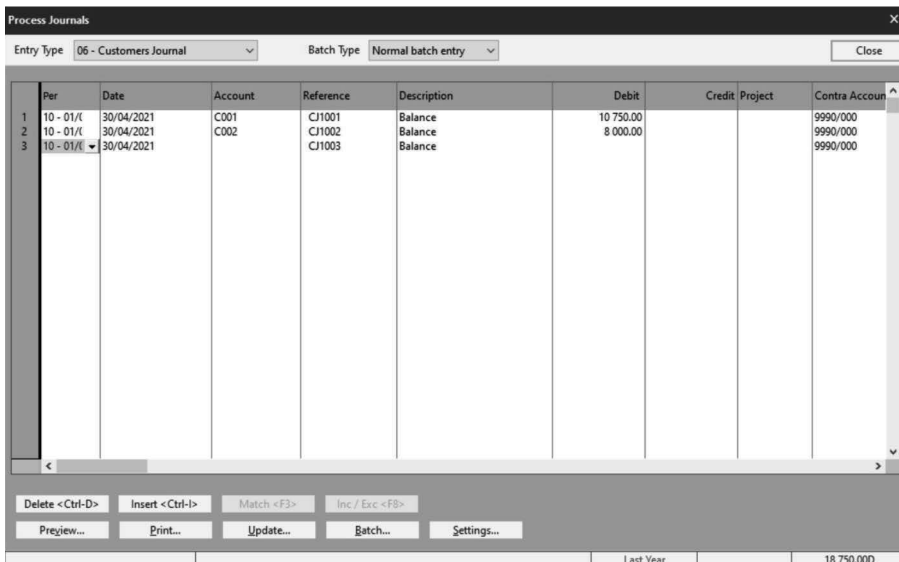 Process Journals
Entry Type 06 - Customers Journal Batch Type Normal batch entry Close
Per Date Account Reference Description Debit Credit Project Contra Accoun
1 10 - 01/( 30/04/2021 C001 CJ1001 Balance 10 750.00 9990/000
2 10 - 01/( 30/04/2021 C002 CJ1002 Balance 8 000.00 9990/000
3 10 - 01/( 30/04/2021 CJ1003 Balance 9990/000
Delete <Ctrl-D> Insert <Ctrl-I> Match <F3> Inc / Exc <F8>
Preview... Print... Update... Batch... Settings...
Last Year 18 750.00D